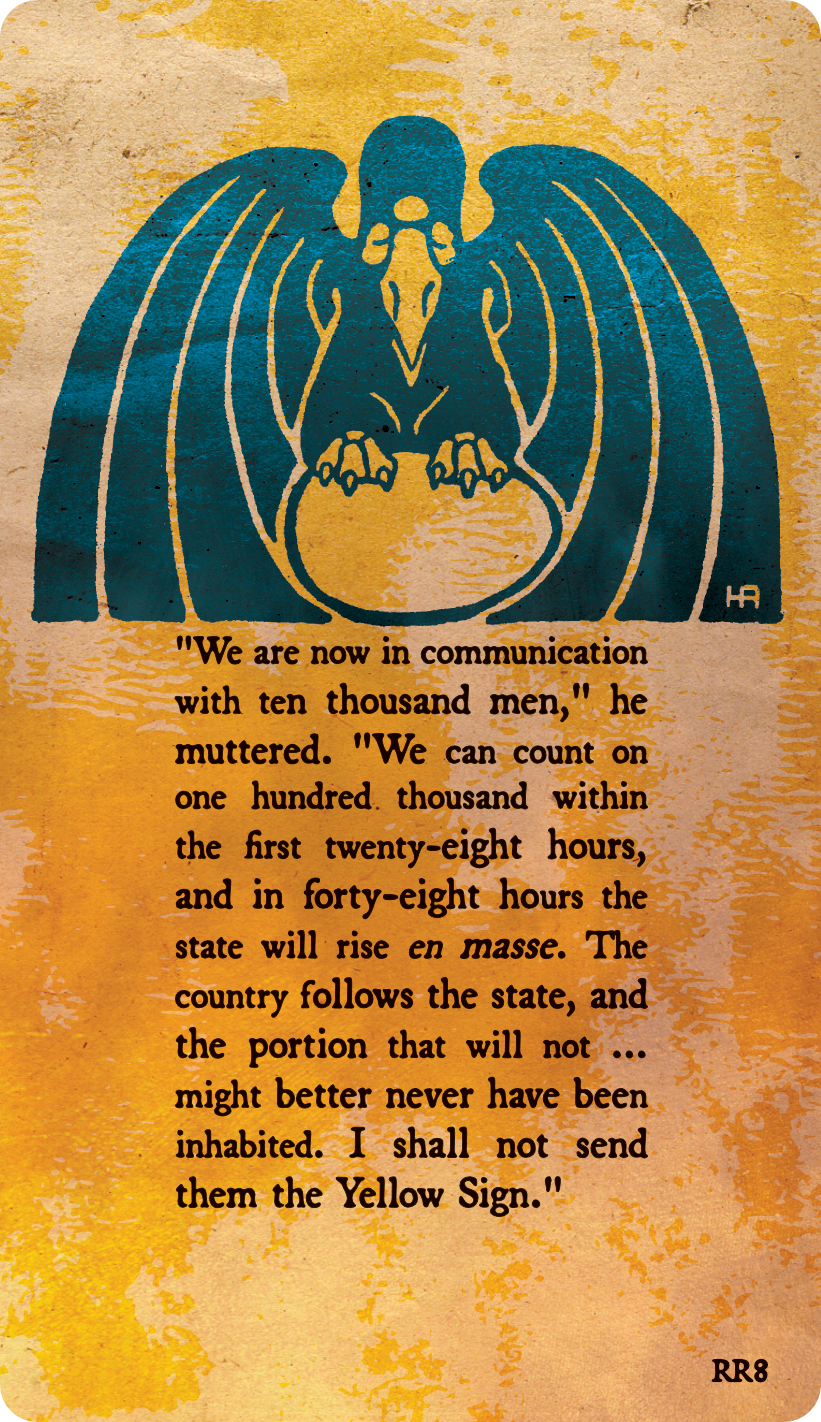 HA
"We are now in communication
with ten thousand men," he
muttered. "We can count on
one hundred thousand within
the first twenty-eight hours,
and in forty-eight hours the
state will rise en masse. The
country follows the state, and
the portion that will not ...
might better never have been
inhabited. I shall not send
them the Yellow Sign."
RR8